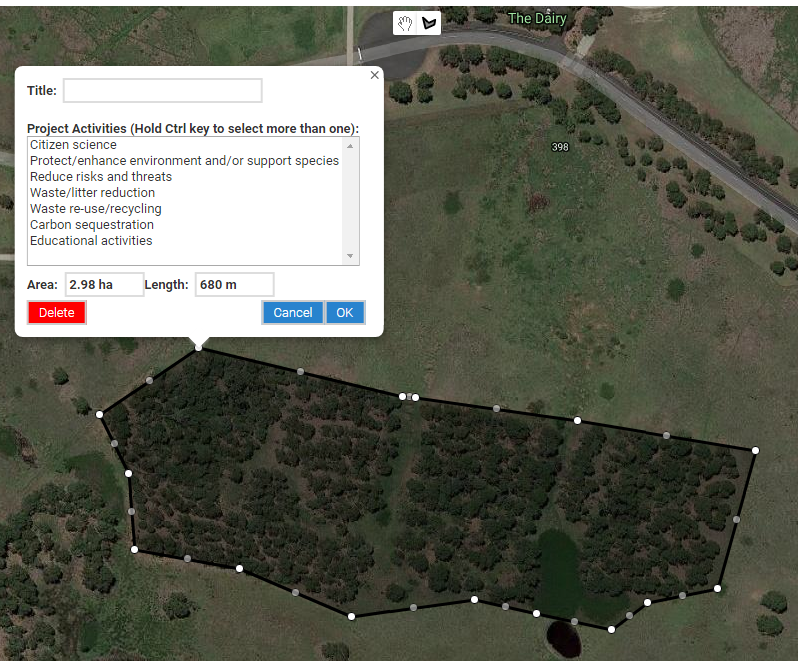 The Dairy
Title:
Project Activities (Hold Ctrl key to select more than one):
Citizen science
Protect/enhance environment and/or support species
Reduce risks and threats
Waste/litter reduction
Waste re-use/recycling
Carbon sequestration
Educational activities
398
Area: 2.98 ha Length: 680 m
Delete Cancel OK